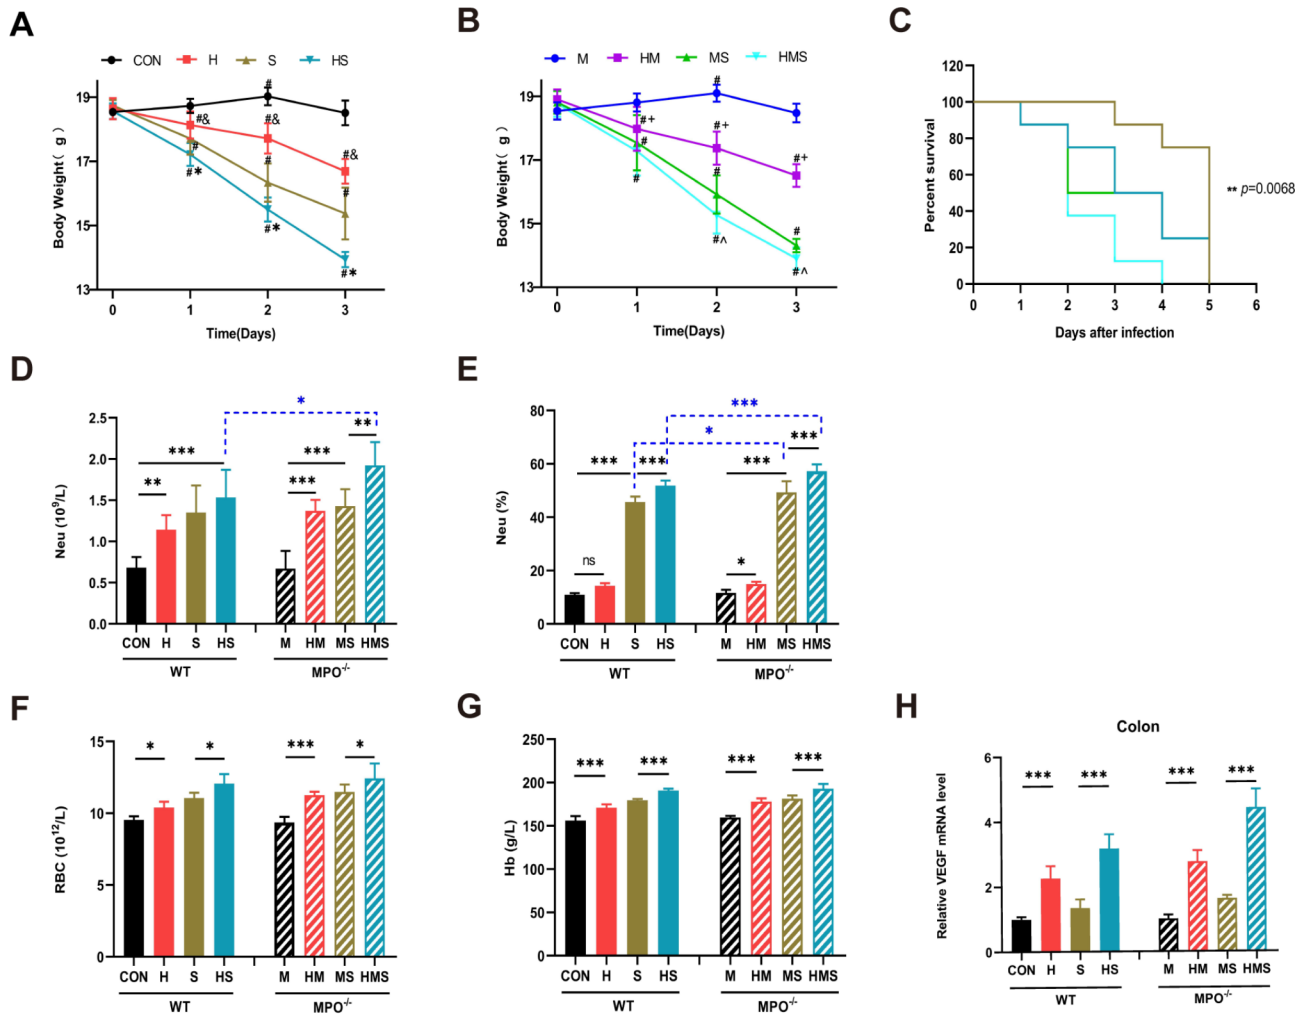 A
CON H S HS
Body Weight( g )
19
17
15
13
# 
#& #& #&
# # #
#* #* #*
0 1 2 3
Time(Days)
B
M HM MS HMS
Body Weight( g )
19
17
15
13
#
#+ #+ #+
# # #
# #^ #^
0 1 2 3
Time(Days)
C
Percent survival
120
100
80
60
40
20
0
** p=0.0068
0 1 2 3 4 5 6
Days after infection
D
Neu (10⁹/L)
2.5
2.0
1.5
1.0
0.5
0.0
*
**
*** ***
** ***
CON H S HS M HM MS HMS
WT MPO-/-
E
Neu (%)
80
60
40
20
0
***
*
***
*** *** ***
ns *
CON H S HS M HM MS HMS
WT MPO-/-
F
RBC (10¹²/L)
15
10
5
0
* * *** *
CON H S HS M HM MS HMS
WT MPO-/-
G
Hb (g/L)
250
200
150
100
50
0
*** *** *** ***
CON H S HS M HM MS HMS
WT MPO-/-
H
Colon
Relative VEGF mRNA level
6
4
2
0
*** *** *** ***
CON H S HS M HM MS HMS
WT MPO-/-